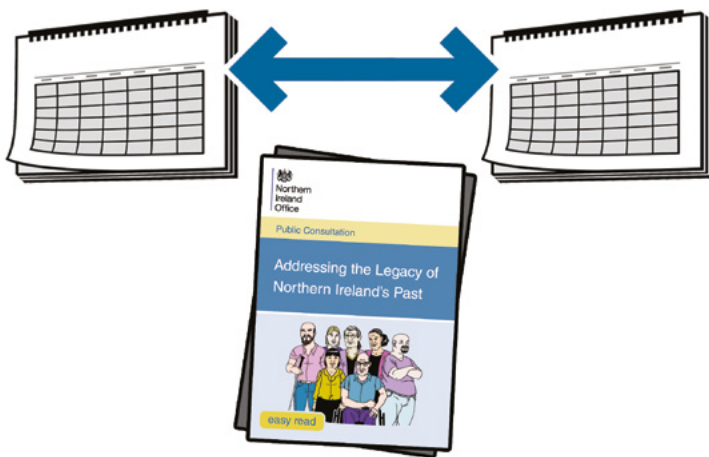 Northern
Ireland
Office
Public Consultation
Addressing the Legacy of
Northern Ireland's Past
easy read